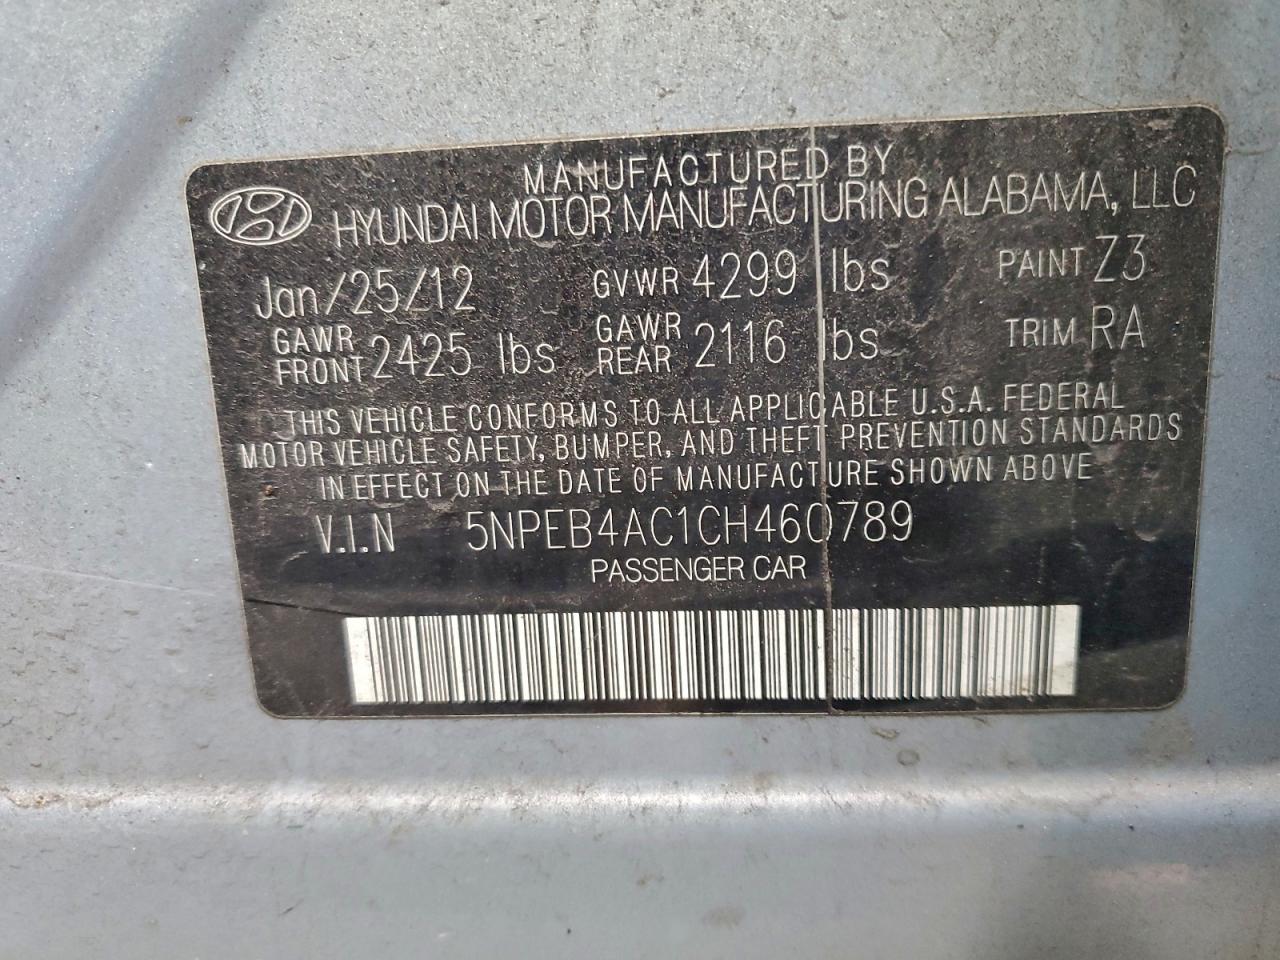 MANUFACTURED BY
HYUNDAI MOTOR MANUFACTURING ALABAMA, LLC
Jan/25/12 GVWR 4299 lbs PAINT Z3
GAWR FRONT 2425 lbs GAWR REAR 2116 lbs TRIM RA
THIS VEHICLE CONFORMS TO ALL APPLICABLE U.S.A. FEDERAL
MOTOR VEHICLE SAFETY, BUMPER, AND THEFT PREVENTION STANDARDS
IN EFFECT ON THE DATE OF MANUFACTURE SHOWN ABOVE
V.I.N 5NPEB4AC1CH460789
PASSENGER CAR